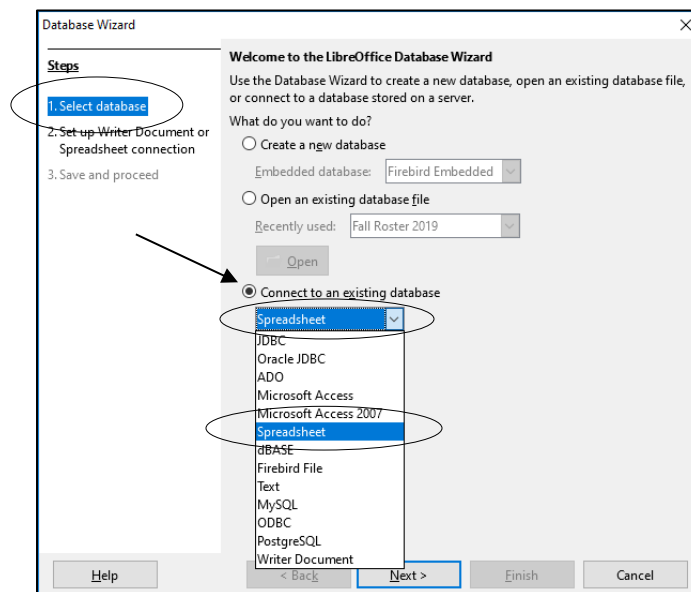 Database Wizard
Steps
1. Select database
2. Set up Writer Document or
Spreadsheet connection
3. Save and proceed
Welcome to the LibreOffice Database Wizard
Use the Database Wizard to create a new database, open an existing database file,
or connect to a database stored on a server.
What do you want to do?
Create a new database
Embedded database: Firebird Embedded
Open an existing database file
Recently used: Fall Roster 2019
Open
Connect to an existing database
Spreadsheet
JDBC
Oracle JDBC
ADO
Microsoft Access
Microsoft Access 2007
Spreadsheet
dBASE
Firebird File
Text
MySQL
ODBC
PostgreSQL
Writer Document
Help < Back Next > Finish Cancel